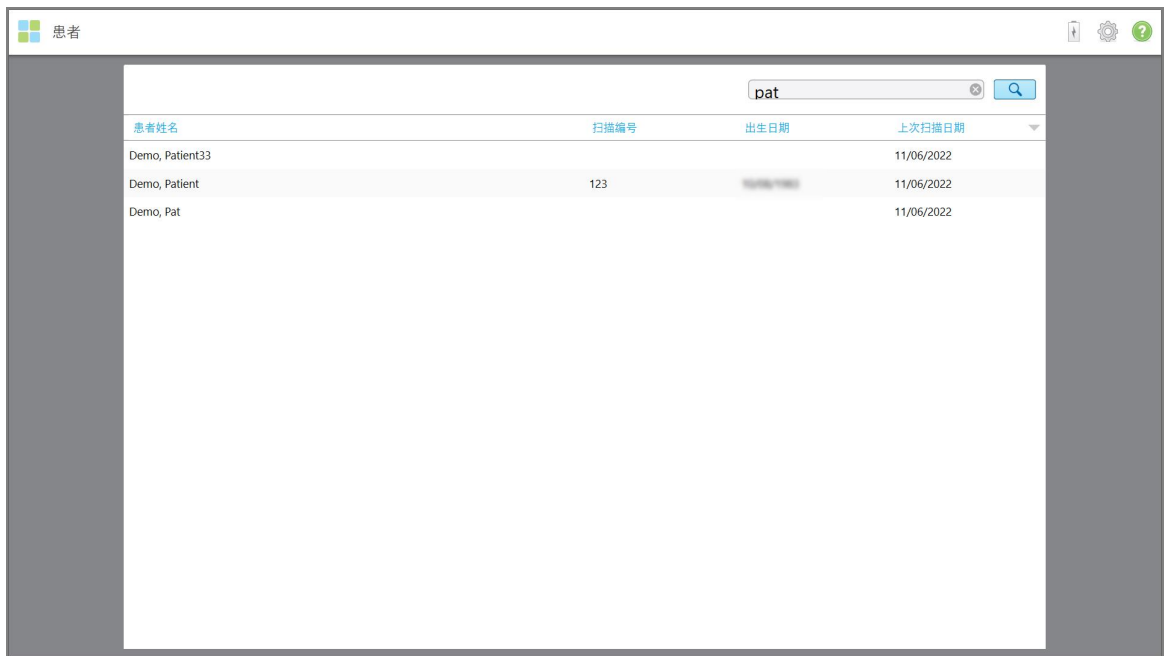 患者
pat
患者姓名 扫描编号 出生日期 上次扫描日期
Demo, Patient33 11/06/2022
Demo, Patient 123 11/06/2022
Demo, Pat 11/06/2022